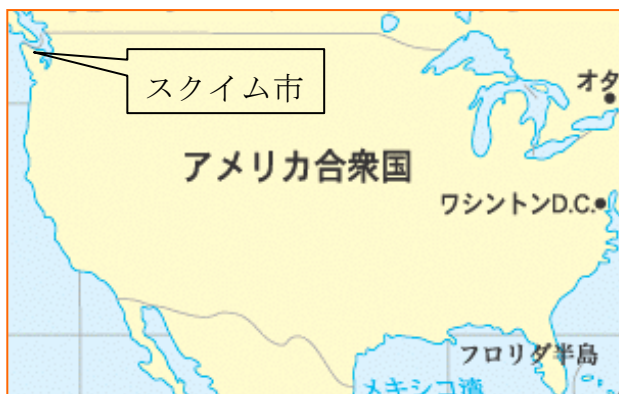 スクイム市
オタ
アメリカ合衆国
ワシントンD.C.
フロリダ半島
メキシコ湾